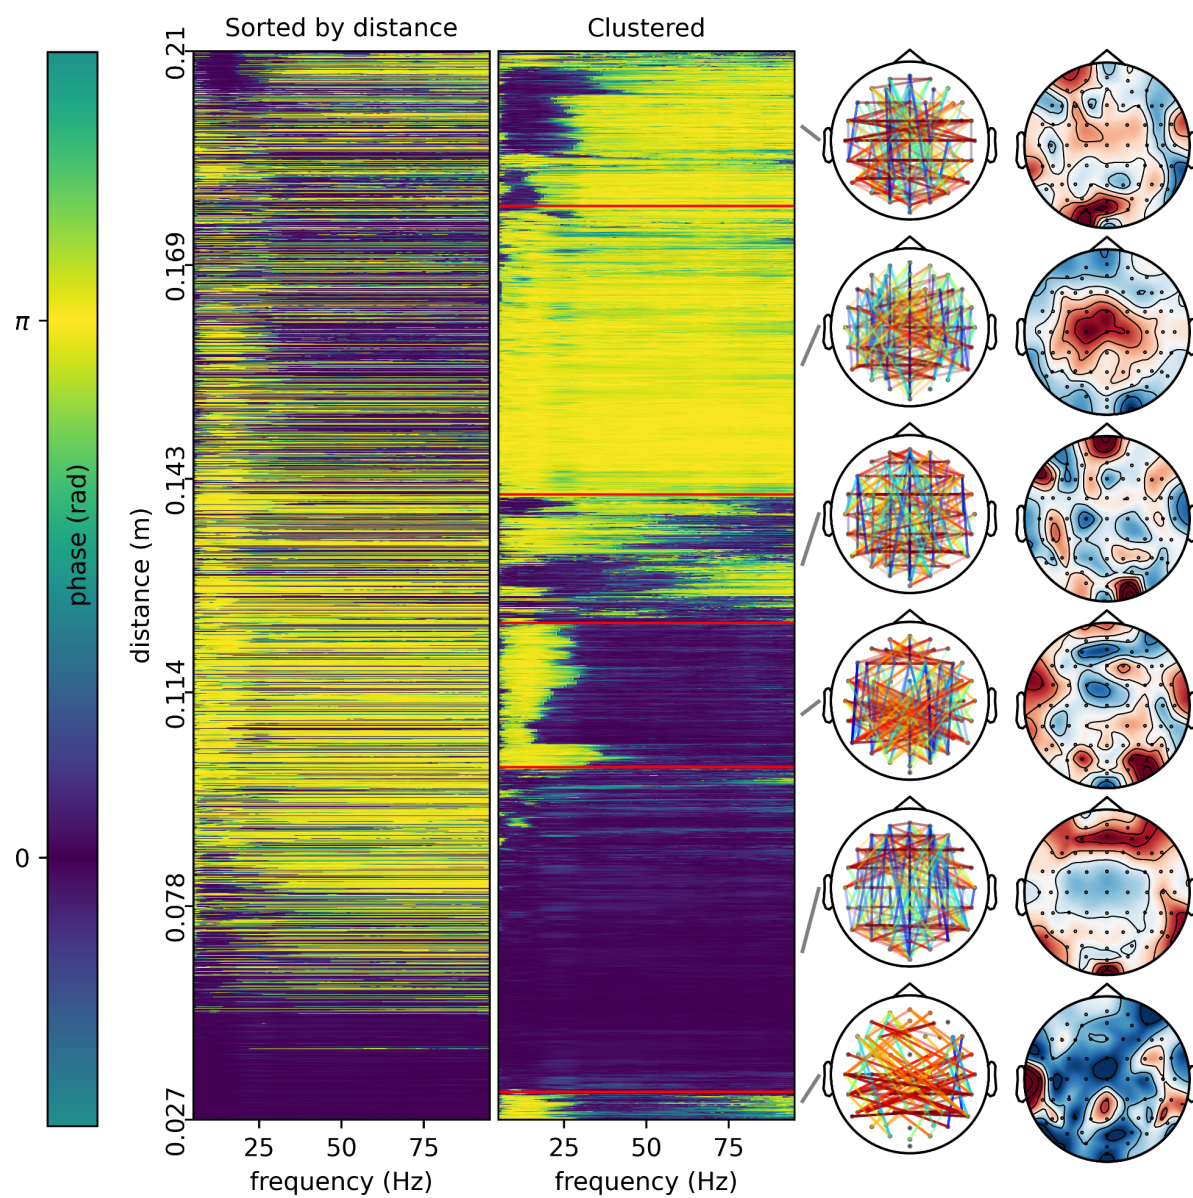 Sorted by distance
Clustered
π
0
phase (rad)
distance (m)
0.21
0.169
0.143
0.114
0.078
0.027
25
50
75
25
50
75
frequency (Hz)
frequency (Hz)